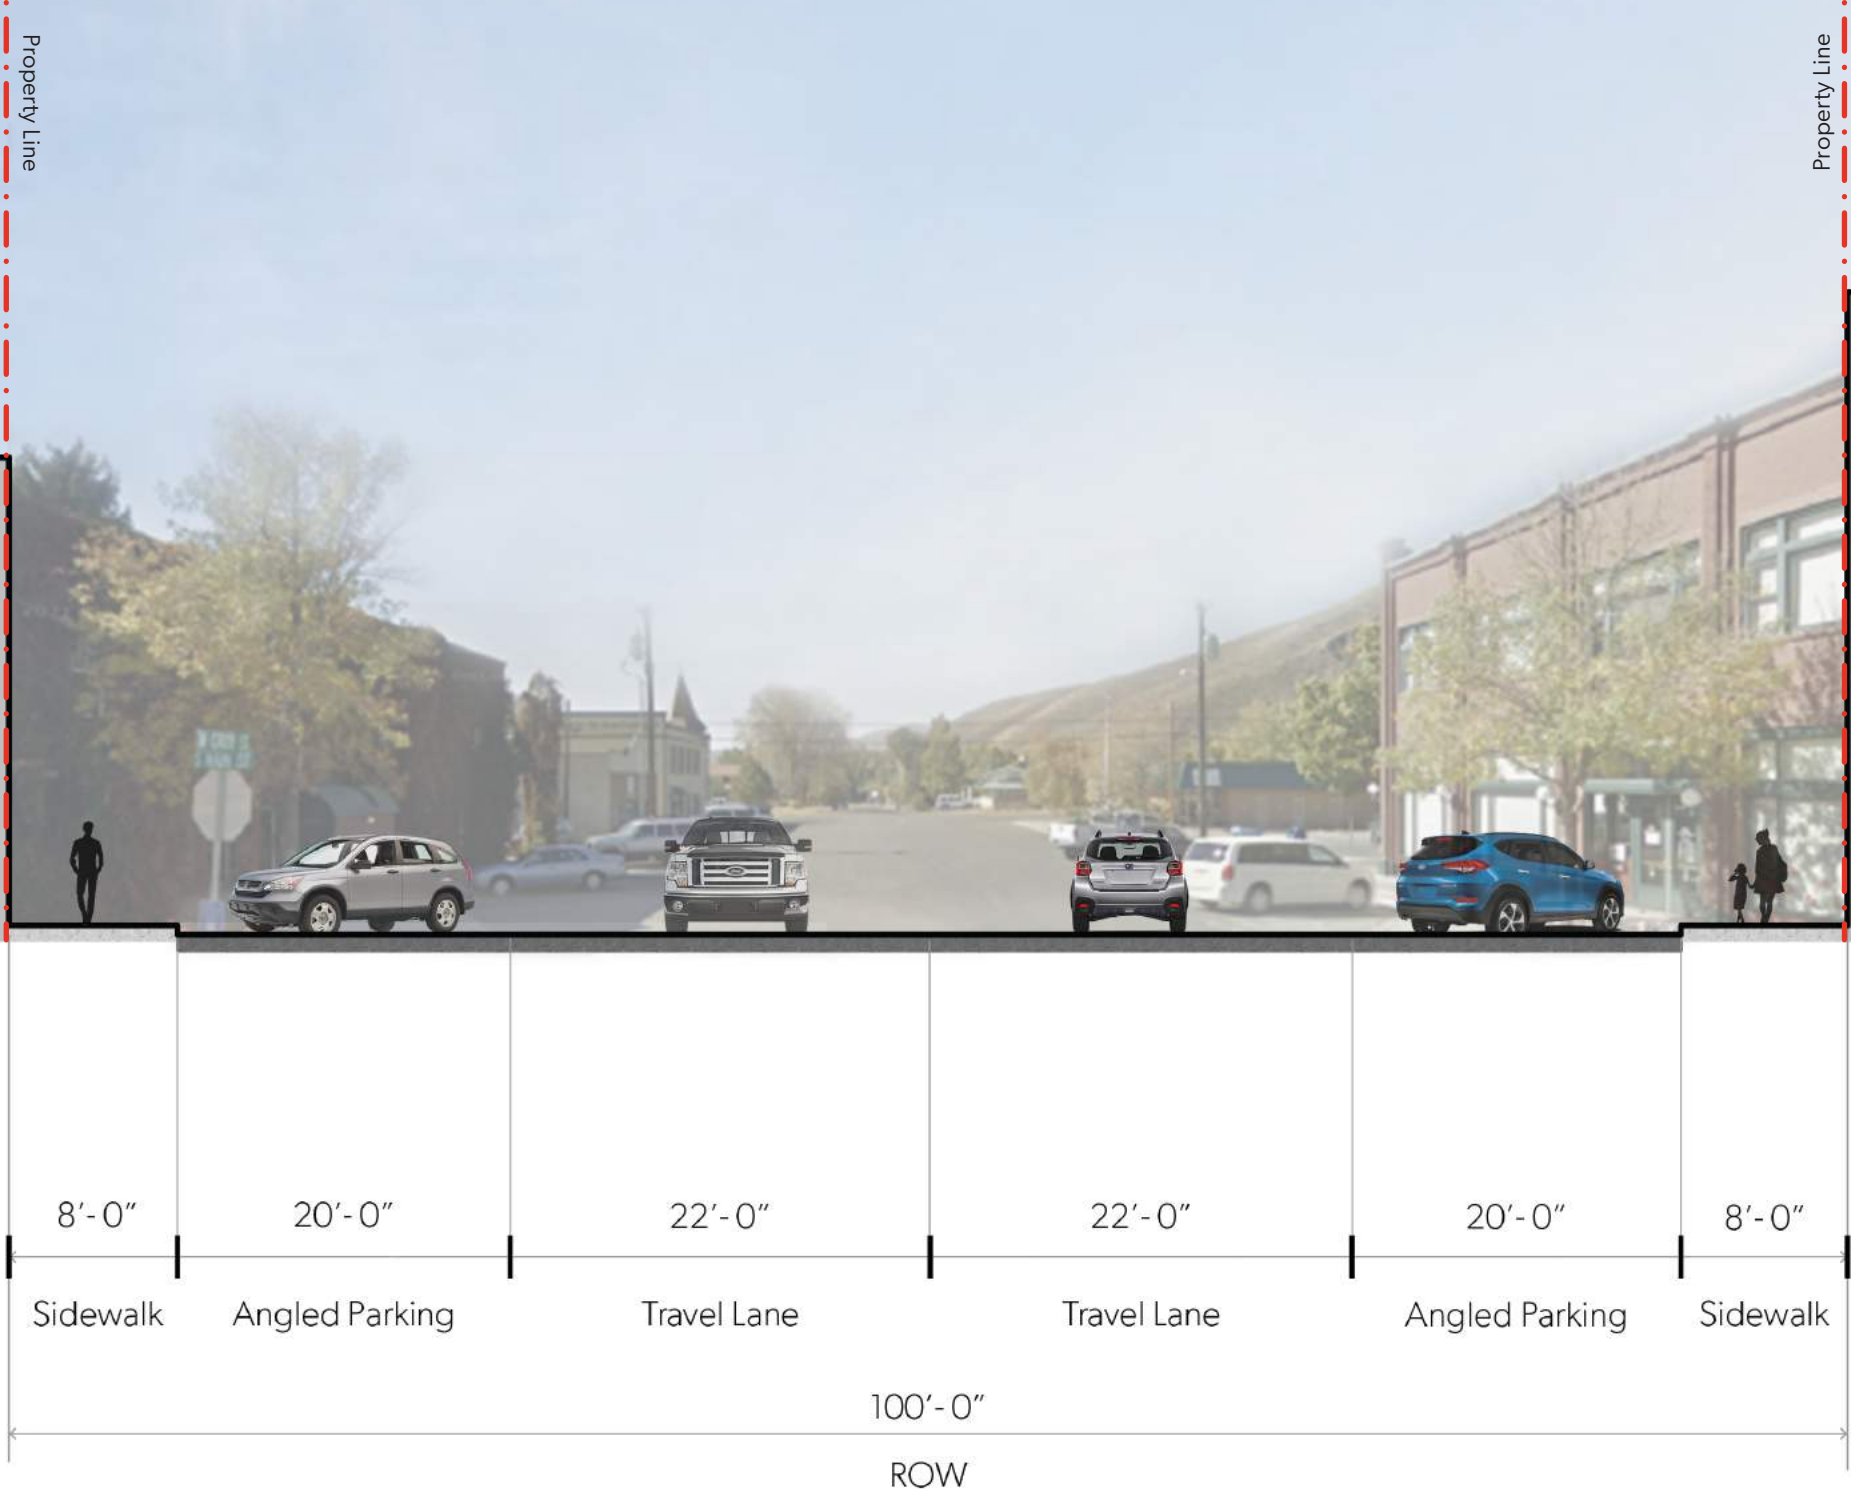 Property Line
Property Line
8'-0"
20'-0"
22'-0"
22'-0"
20'-0"
8'-0"
Sidewalk
Angled Parking
Travel Lane
Travel Lane
Angled Parking
Sidewalk
100'-0"
ROW